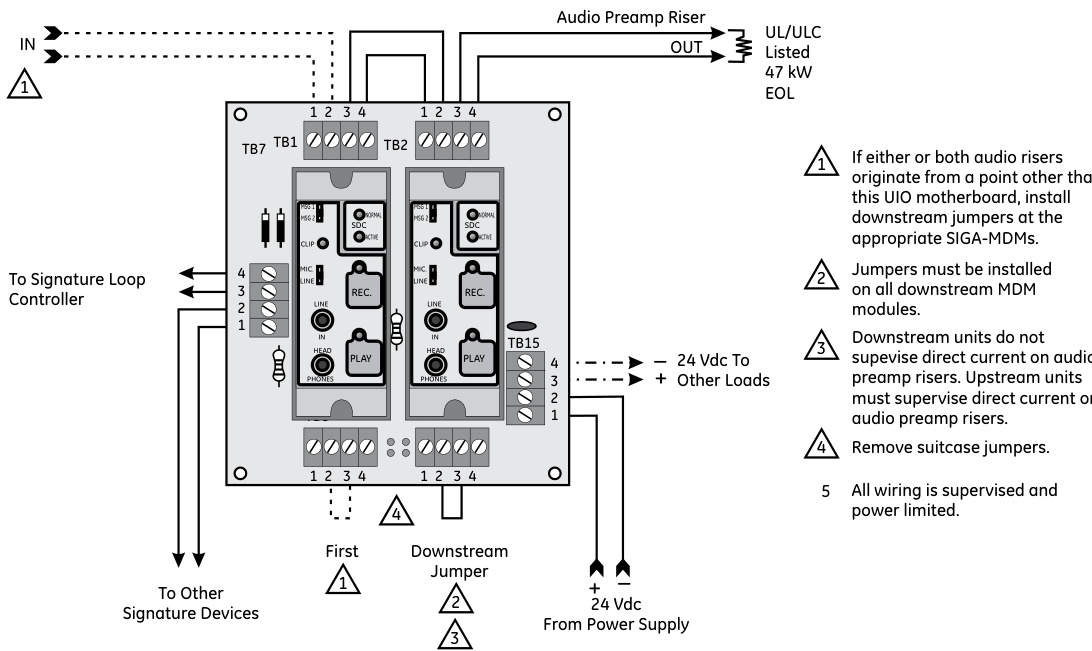 Audio Preamp Riser
IN
OUT
UL/ULC
Listed
47 kW
EOL
1
1 2 3 4
1 2 3 4
TB7
TB1
TB2
MSG 1
MSG 2
NORMAL
SDC
ACTIVE
CLIP
MIC.
LINE
REC.
LINE
IN
HEAD
PHONES
PLAY
MSG 1
MSG 2
NORMAL
SDC
ACTIVE
CLIP
MIC.
LINE
REC.
LINE
IN
HEAD
PHONES
PLAY
To Signature Loop
Controller
4
3
2
1
TB15
4
3
2
1
– 24 Vdc To
+ Other Loads
1 2 3 4
1 2 3 4
4
First
1
Downstream
Jumper
2
3
To Other
Signature Devices
+ –
24 Vdc
From Power Supply
1 If either or both audio risers
originate from a point other tha
this UIO motherboard, install
downstream jumpers at the
appropriate SIGA-MDMs.
2 Jumpers must be installed
on all downstream MDM
modules.
3 Downstream units do not
supevise direct current on audio
preamp risers. Upstream units
must supervise direct current o
audio preamp risers.
4 Remove suitcase jumpers.
5 All wiring is supervised and
power limited.